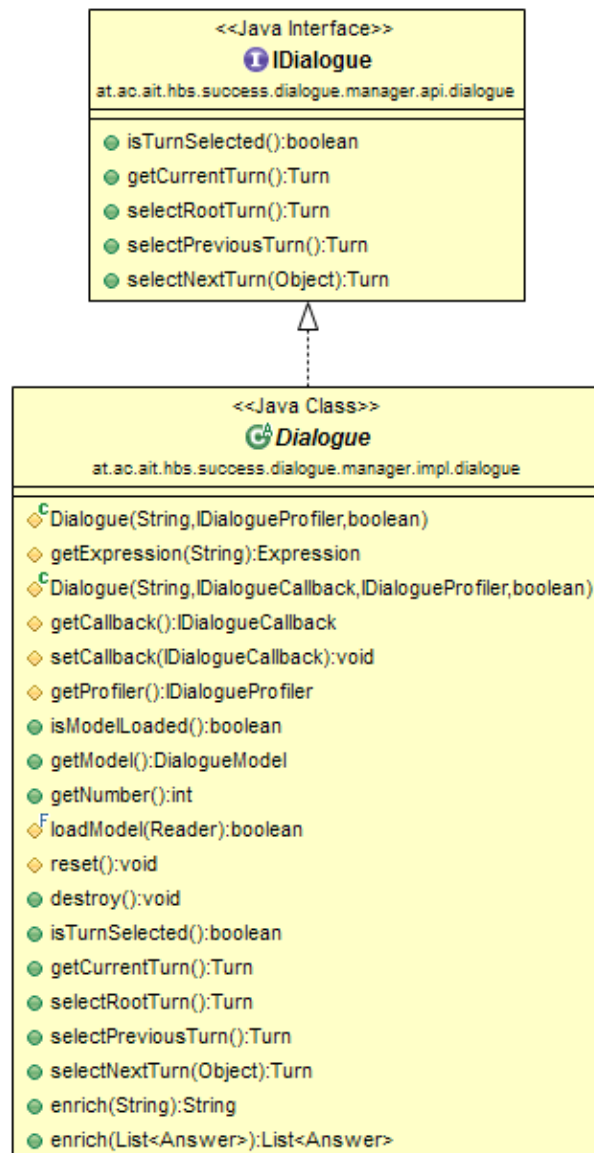 <<Java Interface>>
I IDialogue
at.ac.ait.hbs.success.dialogue.manager.api.dialogue
isTurnSelected():boolean
getCurrentTurn():Turn
selectRootTurn():Turn
selectPreviousTurn():Turn
selectNextTurn(Object):Turn
<<Java Class>>
C A Dialogue
at.ac.ait.hbs.success.dialogue.manager.impl.dialogue
C Dialogue(String,IDialogueProfiler,boolean)
getExpression(String):Expression
C Dialogue(String,IDialogueCallback,IDialogueProfiler,boolean)
getCallback():IDialogueCallback
setCallback(IDialogueCallback):void
getProfiler():IDialogueProfiler
isModelLoaded():boolean
getModel():DialogueModel
getNumber():int
F loadModel(Reader):boolean
reset():void
destroy():void
isTurnSelected():boolean
getCurrentTurn():Turn
selectRootTurn():Turn
selectPreviousTurn():Turn
selectNextTurn(Object):Turn
enrich(String):String
enrich(List<Answer>):List<Answer>